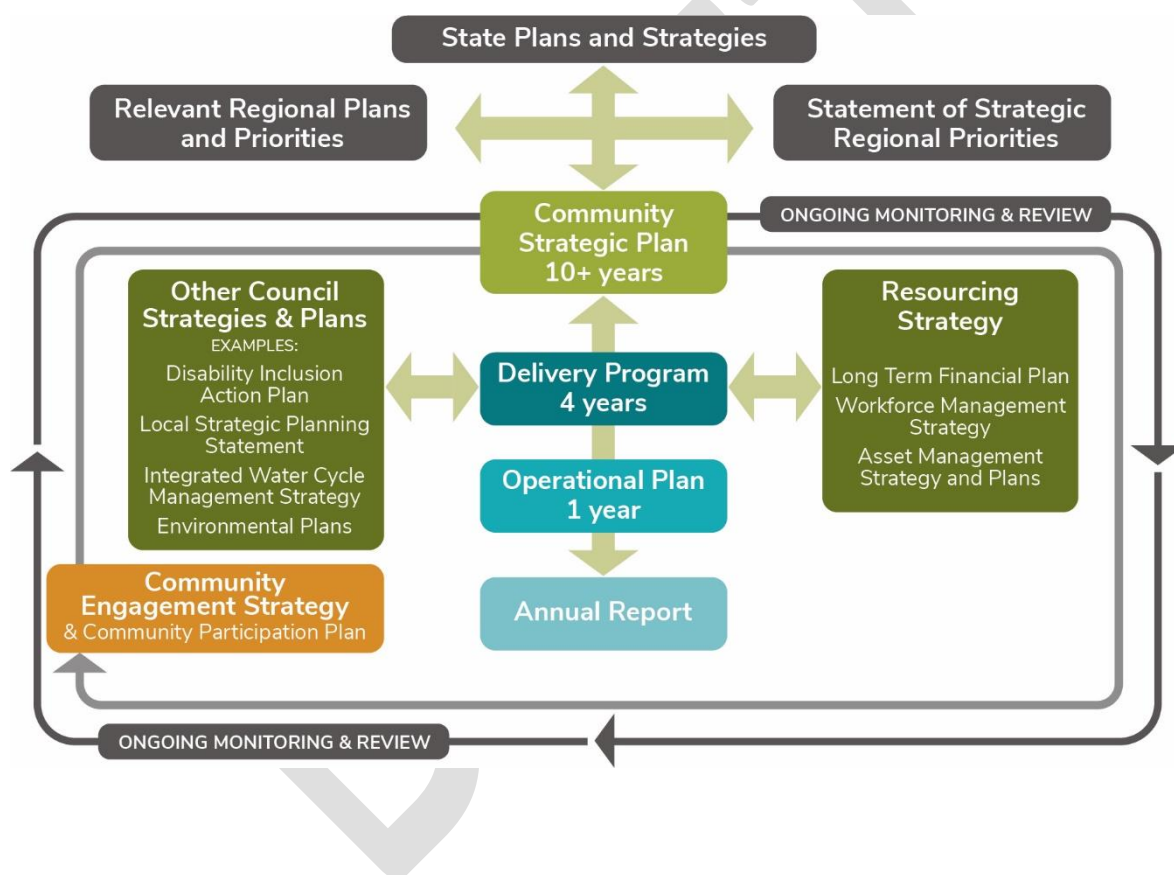 State Plans and Strategies
Relevant Regional Plans
and Priorities
Statement of Strategic
Regional Priorities
Community
Strategic Plan
10+ years
ONGOING MONITORING & REVIEW
Other Council
Strategies & Plans
EXAMPLES:
Disability Inclusion
Action Plan
Local Strategic Planning
Statement
Integrated Water Cycle
Management Strategy
Environmental Plans
Delivery Program
4 years
Operational Plan
1 year
Annual Report
Resourcing
Strategy
Long Term Financial Plan
Workforce Management
Strategy
Asset Management
Strategy and Plans
Community
Engagement Strategy
& Community Participation Plan
ONGOING MONITORING & REVIEW